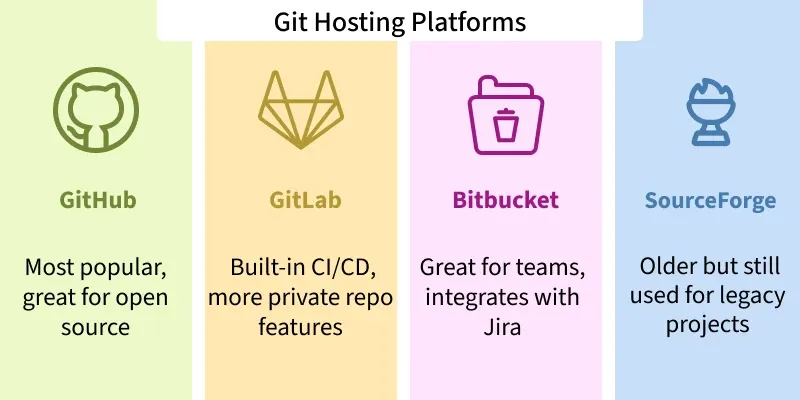 Git Hosting Platforms
GitHub
Most popular,
great for open
source
GitLab
Built-in CI/CD,
more private repo
features
Bitbucket
Great for teams,
integrates with
Jira
SourceForge
Older but still
used for legacy
projects